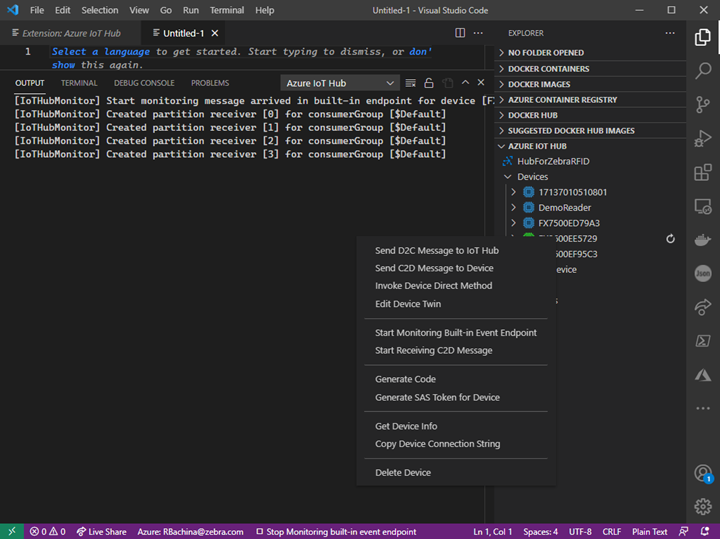 File Edit Selection View Go Run Terminal Help
Untitled-1 - Visual Studio Code
Extension: Azure IoT Hub
Untitled-1
1 Select a language to get started. Start typing to dismiss, or don'
show this again.
OUTPUT TERMINAL DEBUG CONSOLE PROBLEMS
Azure IoT Hub
[IoTHubMonitor] Start monitoring message arrived in built-in endpoint for device [F
[IoTHubMonitor] Created partition receiver [0] for consumerGroup [$Default]
[IoTHubMonitor] Created partition receiver [1] for consumerGroup [$Default]
[IoTHubMonitor] Created partition receiver [2] for consumerGroup [$Default]
[IoTHubMonitor] Created partition receiver [3] for consumerGroup [$Default]
EXPLORER
NO FOLDER OPENED
DOCKER CONTAINERS
DOCKER IMAGES
AZURE CONTAINER REGISTRY
DOCKER HUB
SUGGESTED DOCKER HUB IMAGES
AZURE IOT HUB
HubForZebraRFID
Devices
17137010510801
DemoReader
FX7500ED79A3
600EE5729
600EF95C3
evice
s
Send D2C Message to IoT Hub
Send C2D Message to Device
Invoke Device Direct Method
Edit Device Twin
Start Monitoring Built-in Event Endpoint
Start Receiving C2D Message
Generate Code
Generate SAS Token for Device
Get Device Info
Copy Device Connection String
Delete Device
Json
1
0 0 Live Share Azure: RBachina@zebra.com Stop Monitoring built-in event endpoint
Ln 1, Col 1 Spaces: 4 UTF-8 CRLF Plain Text